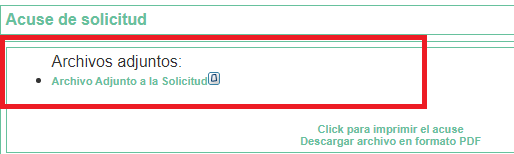 Acuse de solicitud
Archivos adjuntos:
Archivo Adjunto a la Solicitud
Click para imprimir el acuse
Descargar archivo en formato PDF